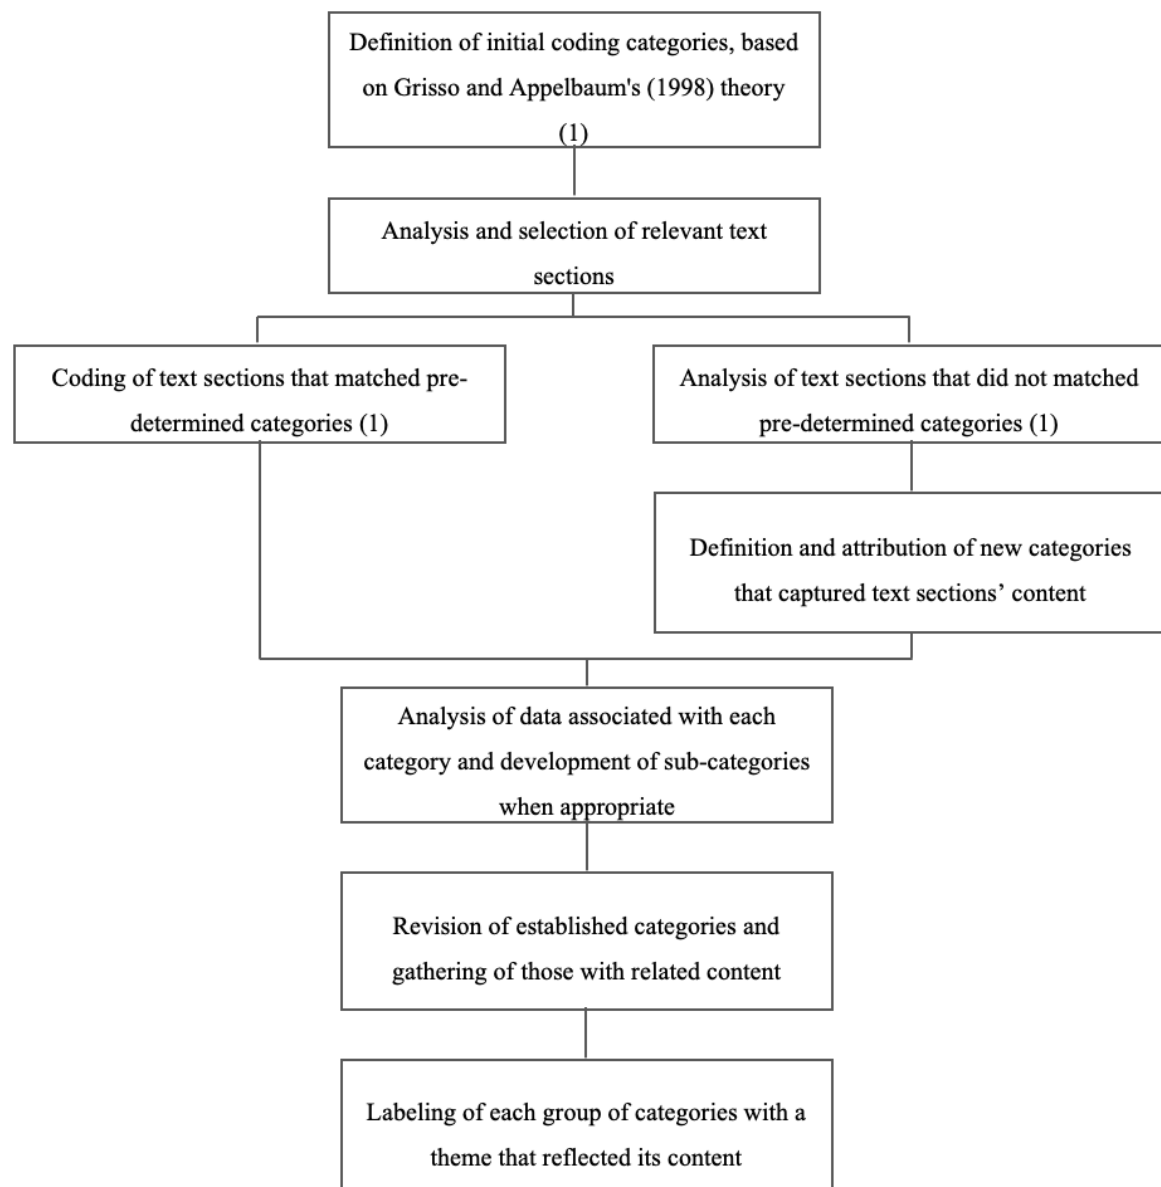 Definition of initial coding categories, based
on Grisso and Appelbaum's (1998) theory
(1)
Analysis and selection of relevant text
sections
Coding of text sections that matched pre-
determined categories (1)
Analysis of text sections that did not matched
pre-determined categories (1)
Definition and attribution of new categories
that captured text sections’ content
Analysis of data associated with each
category and development of sub-categories
when appropriate
Revision of established categories and
gathering of those with related content
Labeling of each group of categories with a
theme that reflected its content